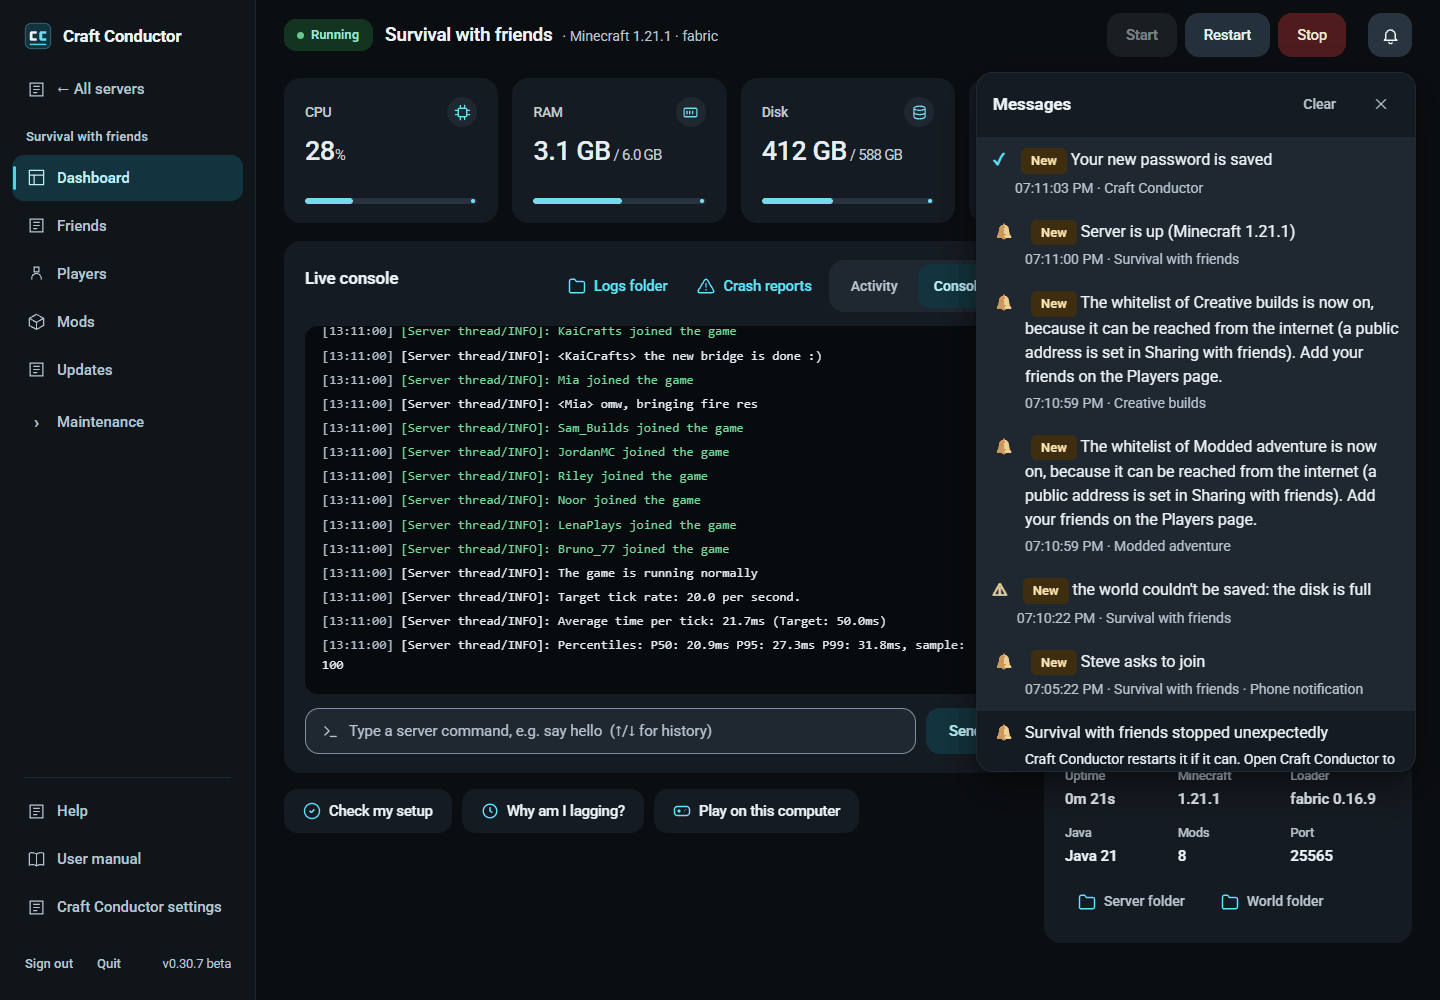 Craft Conductor
← All servers
Survival with friends
Dashboard
Friends
Players
Mods
Updates
› Maintenance
Help
User manual
Craft Conductor settings
Sign out Quit v0.30.7 beta
Running Survival with friends · Minecraft 1.21.1 · fabric
Start Restart Stop
CPU
28%
RAM
3.1 GB / 6.0 GB
Disk
412 GB / 588 GB
Live console
Logs folder Crash reports Activity Consol
[13:11:00] [Server thread/INFO]: KaiCrafts joined the game
[13:11:00] [Server thread/INFO]: <KaiCrafts> the new bridge is done :)
[13:11:00] [Server thread/INFO]: Mia joined the game
[13:11:00] [Server thread/INFO]: <Mia> omw, bringing fire res
[13:11:00] [Server thread/INFO]: Sam_Builds joined the game
[13:11:00] [Server thread/INFO]: JordanMC joined the game
[13:11:00] [Server thread/INFO]: Riley joined the game
[13:11:00] [Server thread/INFO]: Noor joined the game
[13:11:00] [Server thread/INFO]: LenaPlays joined the game
[13:11:00] [Server thread/INFO]: Bruno_77 joined the game
[13:11:00] [Server thread/INFO]: The game is running normally
[13:11:00] [Server thread/INFO]: Target tick rate: 20.0 per second.
[13:11:00] [Server thread/INFO]: Average time per tick: 21.7ms (Target: 50.0ms)
[13:11:00] [Server thread/INFO]: Percentiles: P50: 20.9ms P95: 27.3ms P99: 31.8ms, sample:
100
Type a server command, e.g. say hello (↑/↓ for history)
Send
Check my setup
Why am I lagging?
Play on this computer
Messages
Clear
New Your new password is saved
07:11:03 PM · Craft Conductor
New Server is up (Minecraft 1.21.1)
07:11:00 PM · Survival with friends
New The whitelist of Creative builds is now on,
because it can be reached from the internet (a public
address is set in Sharing with friends). Add your
friends on the Players page.
07:10:59 PM · Creative builds
New The whitelist of Modded adventure is now
on, because it can be reached from the internet (a
public address is set in Sharing with friends). Add
your friends on the Players page.
07:10:59 PM · Modded adventure
New the world couldn't be saved: the disk is full
07:10:22 PM · Survival with friends
New Steve asks to join
07:05:22 PM · Survival with friends · Phone notification
Survival with friends stopped unexpectedly
Craft Conductor restarts it if it can. Open Craft Conductor to
Uptime Minecraft Loader
0m 21s 1.21.1 fabric 0.16.9
Java Mods Port
Java 21 8 25565
Server folder World folder